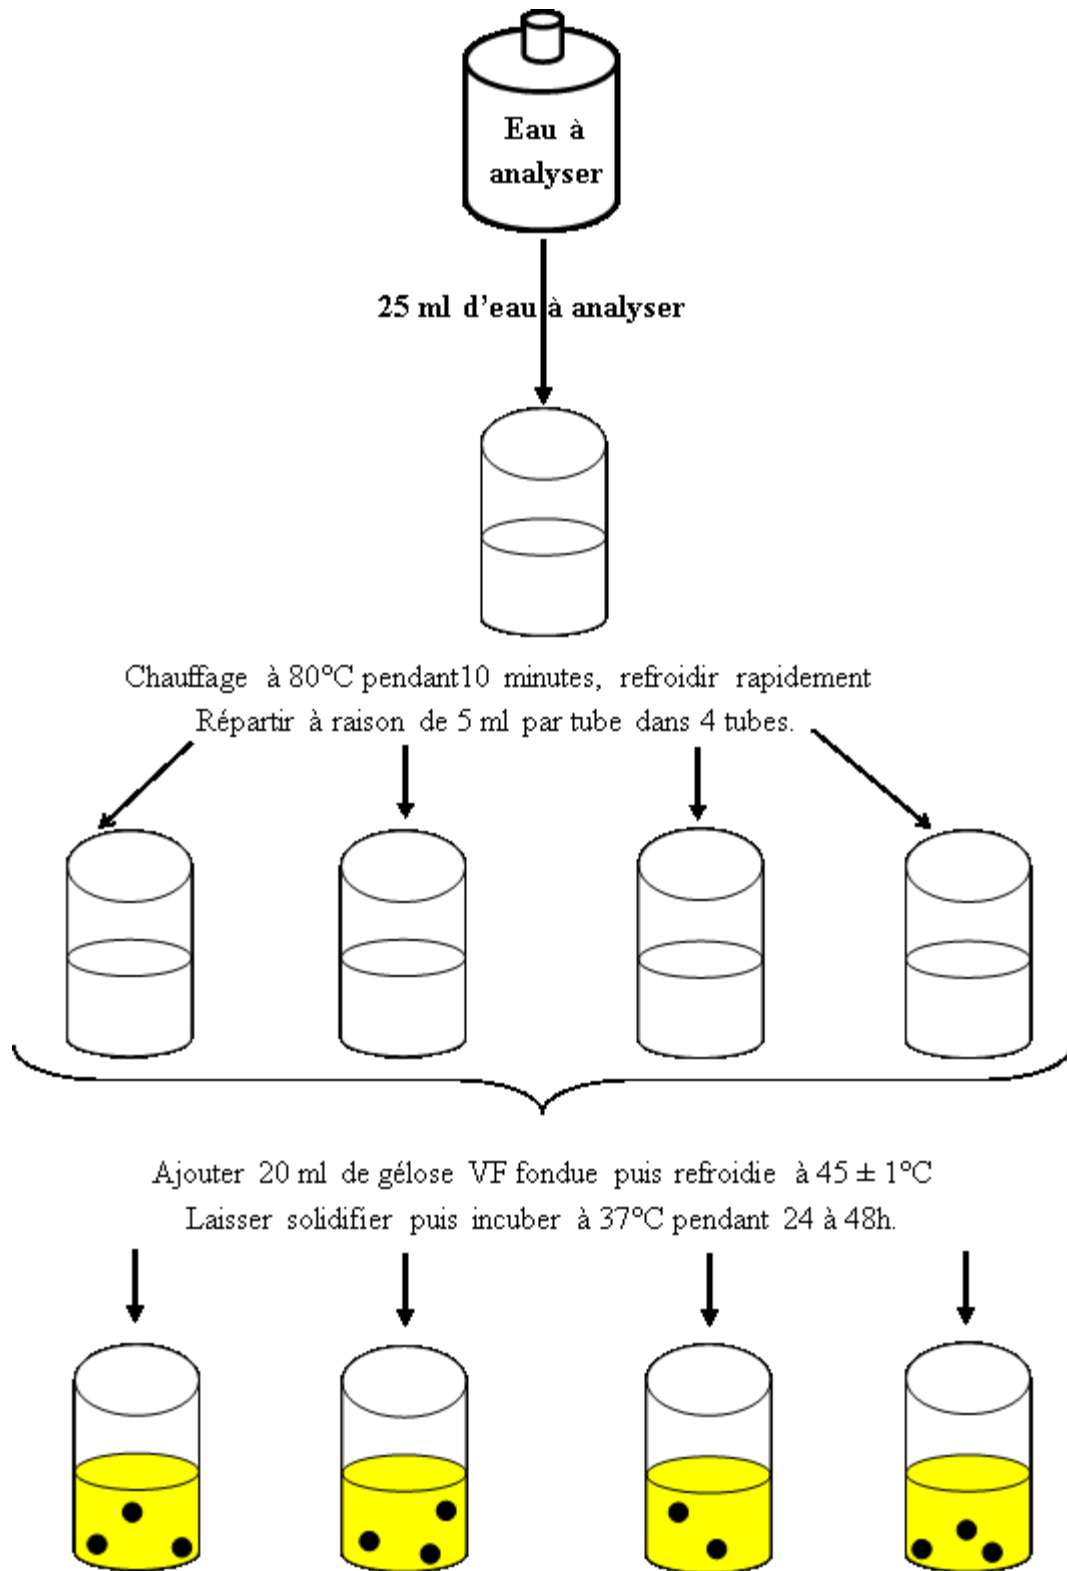 Eau à
analyser
25 ml d'eau à analyser
Chauffage à 80°C pendant10 minutes, refroidir rapidement
Répartir à raison de 5 ml par tube dans 4 tubes.
Ajouter 20 ml de gélose VF fondue puis refroidie à 45 ± 1°C
Laisser solidifier puis incuber à 37°C pendant 24 à 48h.